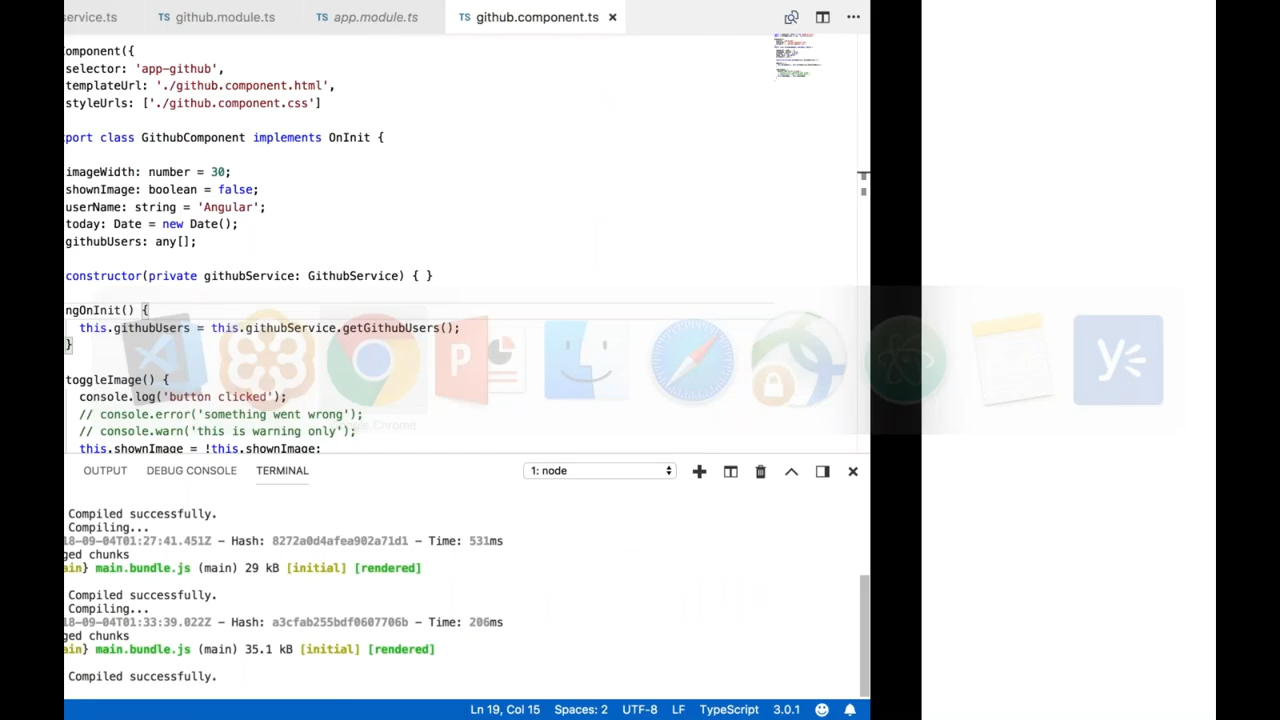 service.ts
TS github.module.ts
TS app.module.ts
TS github.component.ts ×
omponent({
selector: 'app-github',
templateUrl: './github.component.html',
styleUrls: ['./github.component.css']
port class GithubComponent implements OnInit {
imageWidth: number = 30;
shownImage: boolean = false;
userName: string = 'Angular';
today: Date = new Date();
githubUsers: any[];
constructor(private githubService: GithubService) { }
ngOnInit() {
this.githubUsers = this.githubService.getGithubUsers();
}
toggleImage() {
console.log('button clicked');
// console.error('something went wrong');
// console.warn('this is warning only');
this.shownImage = !this.shownImage;
Google Chrome
OUTPUT DEBUG CONSOLE TERMINAL 1: node
Compiled successfully.
Compiling...
18-09-04T01:27:41.451Z - Hash: 8272a0d4afea902a71d1 - Time: 531ms
ged chunks
ain} main.bundle.js (main) 29 kB [initial] [rendered]
Compiled successfully.
Compiling...
18-09-04T01:33:39.022Z - Hash: a3cfab255bdf0607706b - Time: 206ms
ged chunks
ain} main.bundle.js (main) 35.1 kB [initial] [rendered]
Compiled successfully.
Ln 19, Col 15 Spaces: 2 UTF-8 LF TypeScript 3.0.1